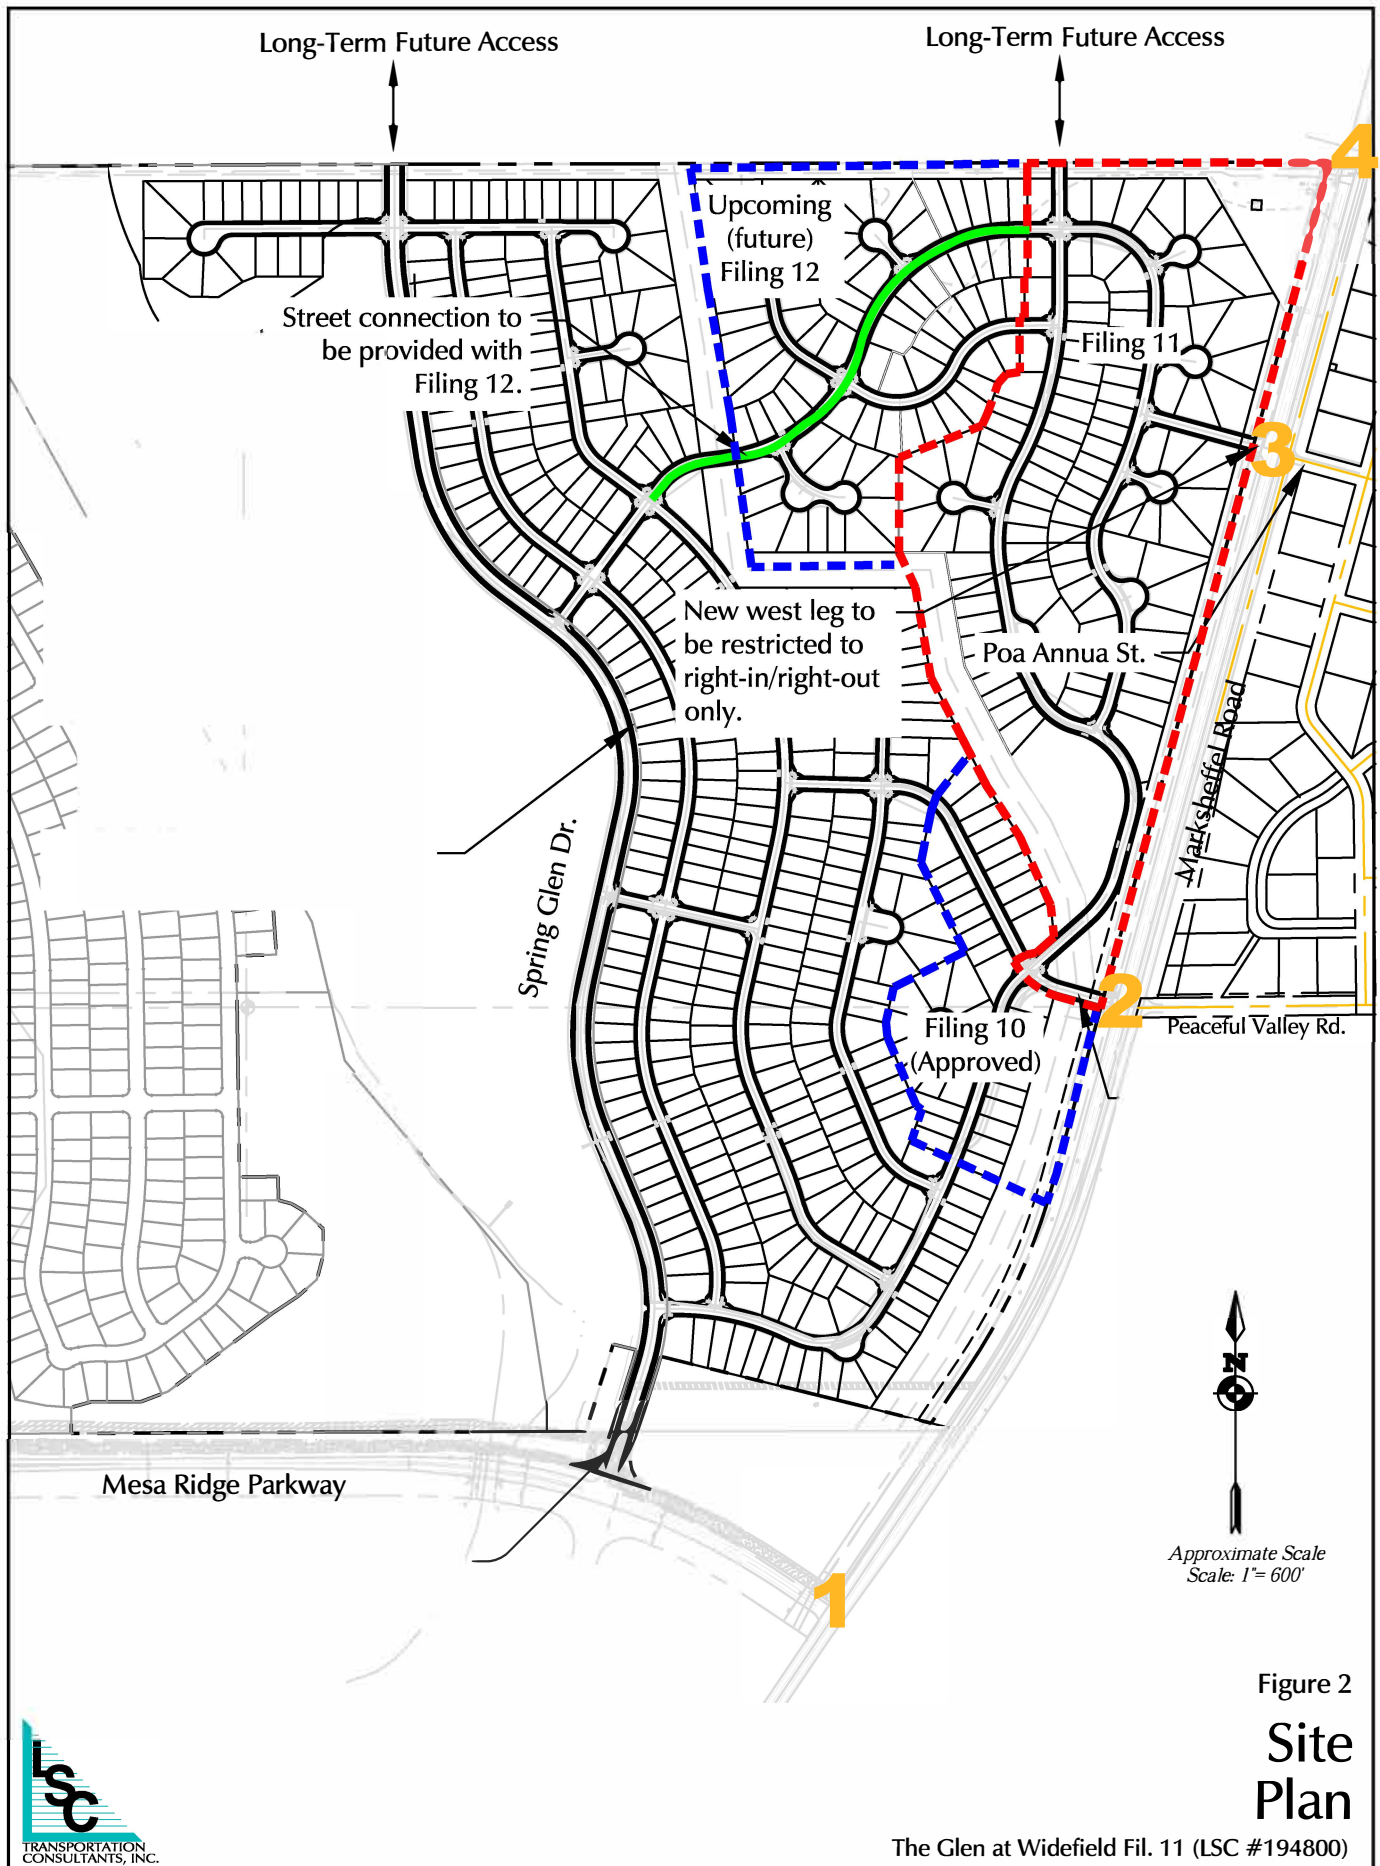 Long-Term Future Access
Long-Term Future Access
4
Upcoming
(future)
Filing 12
Street connection to
be provided with
Filing 12.
Filing 11
3
New west leg to
be restricted to
right-in/right-out
only.
Poa Annua St.
Marksheffel Road
Spring Glen Dr.
2
Peaceful Valley Rd.
Filing 10
(Approved)
N
Mesa Ridge Parkway
Approximate Scale
Scale: 1"= 600'
1
Figure 2
Site
Plan
LSC
TRANSPORTATION
CONSULTANTS, INC.
The Glen at Widefield Fil. 11 (LSC #194800)